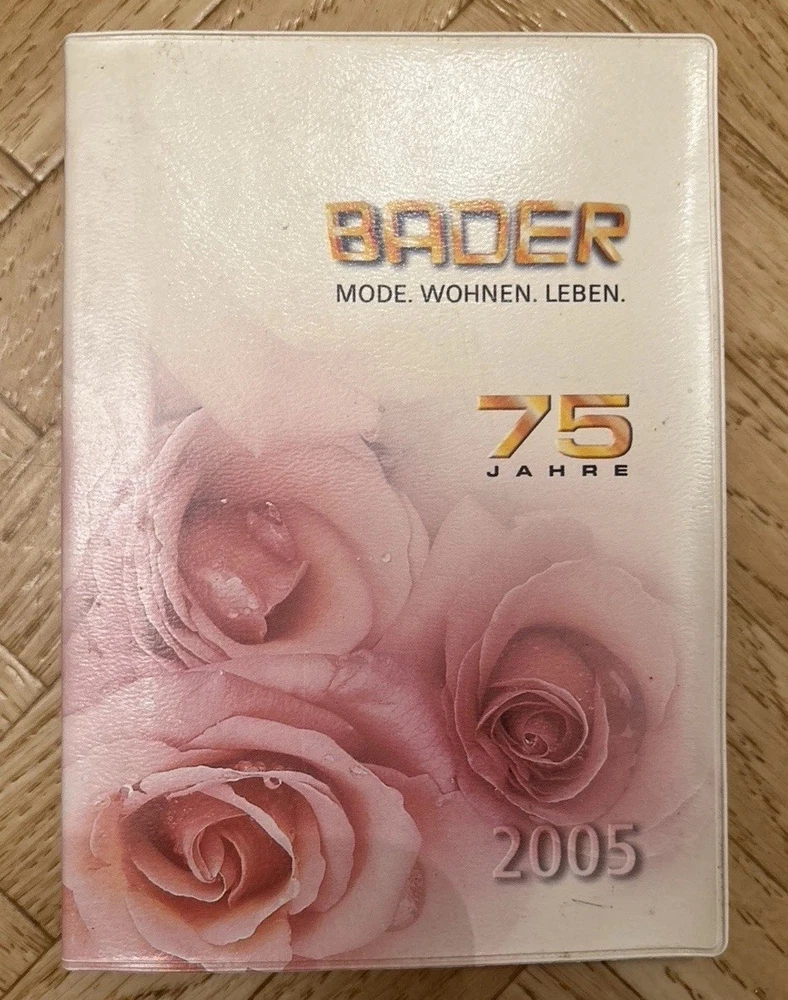 BADER
MODE. WOHNEN. LEBEN.
75
JAHRE
2005